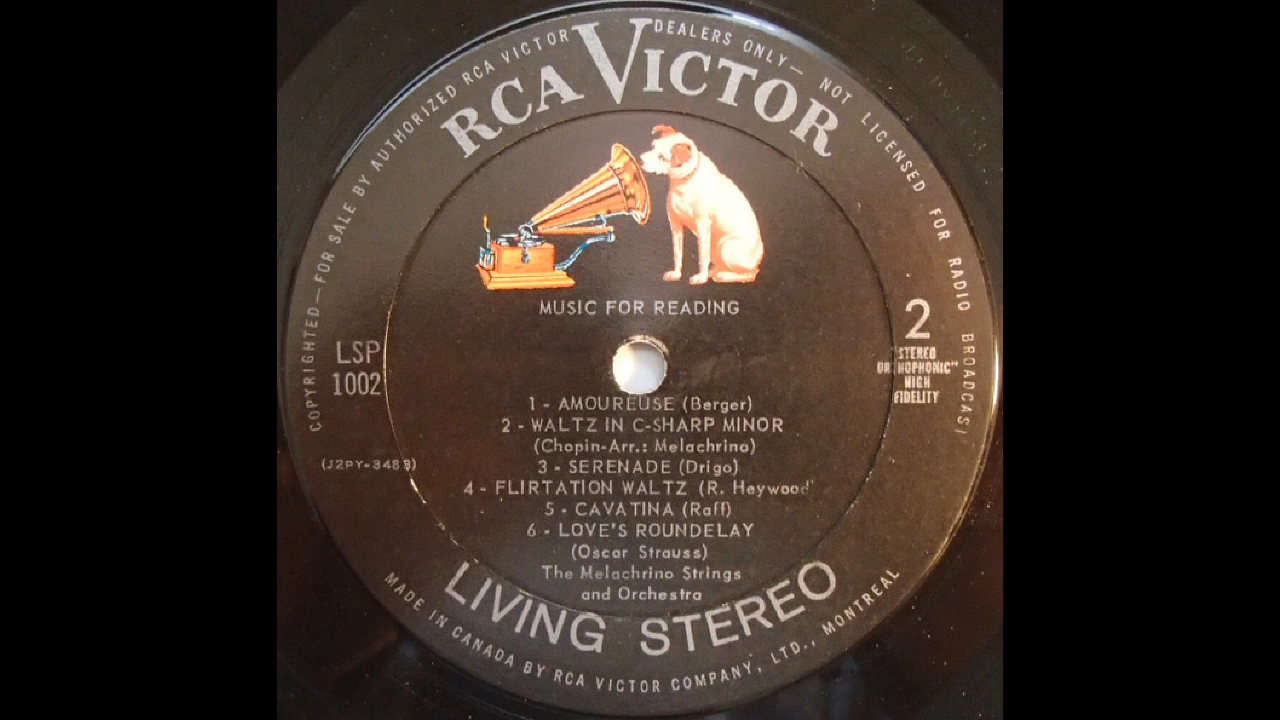 COPYRIGHTED—FOR SALE BY AUTHORIZED RCA VICTOR DEALERS ONLY— NOT LICENSED FOR RADIO BROADCAST
RCA VICTOR
MUSIC FOR READING
LSP
1002
2
STEREO
HIGH
FIDELITY
(J2PY-3483)
1 - AMOUREUSE (Berger)
2 - WALTZ IN C-SHARP MINOR
(Chopin-Arr.: Melachrino)
3 - SERENADE (Drigo)
4 - FLIRTATION WALTZ (R. Heywood)
5 - CAVATINA (Raff)
6 - LOVE'S ROUNDELAY
(Oscar Strauss)
The Melachrino Strings
and Orchestra
LIVING STEREO
MADE IN CANADA BY RCA VICTOR COMPANY, LTD., MONTREAL